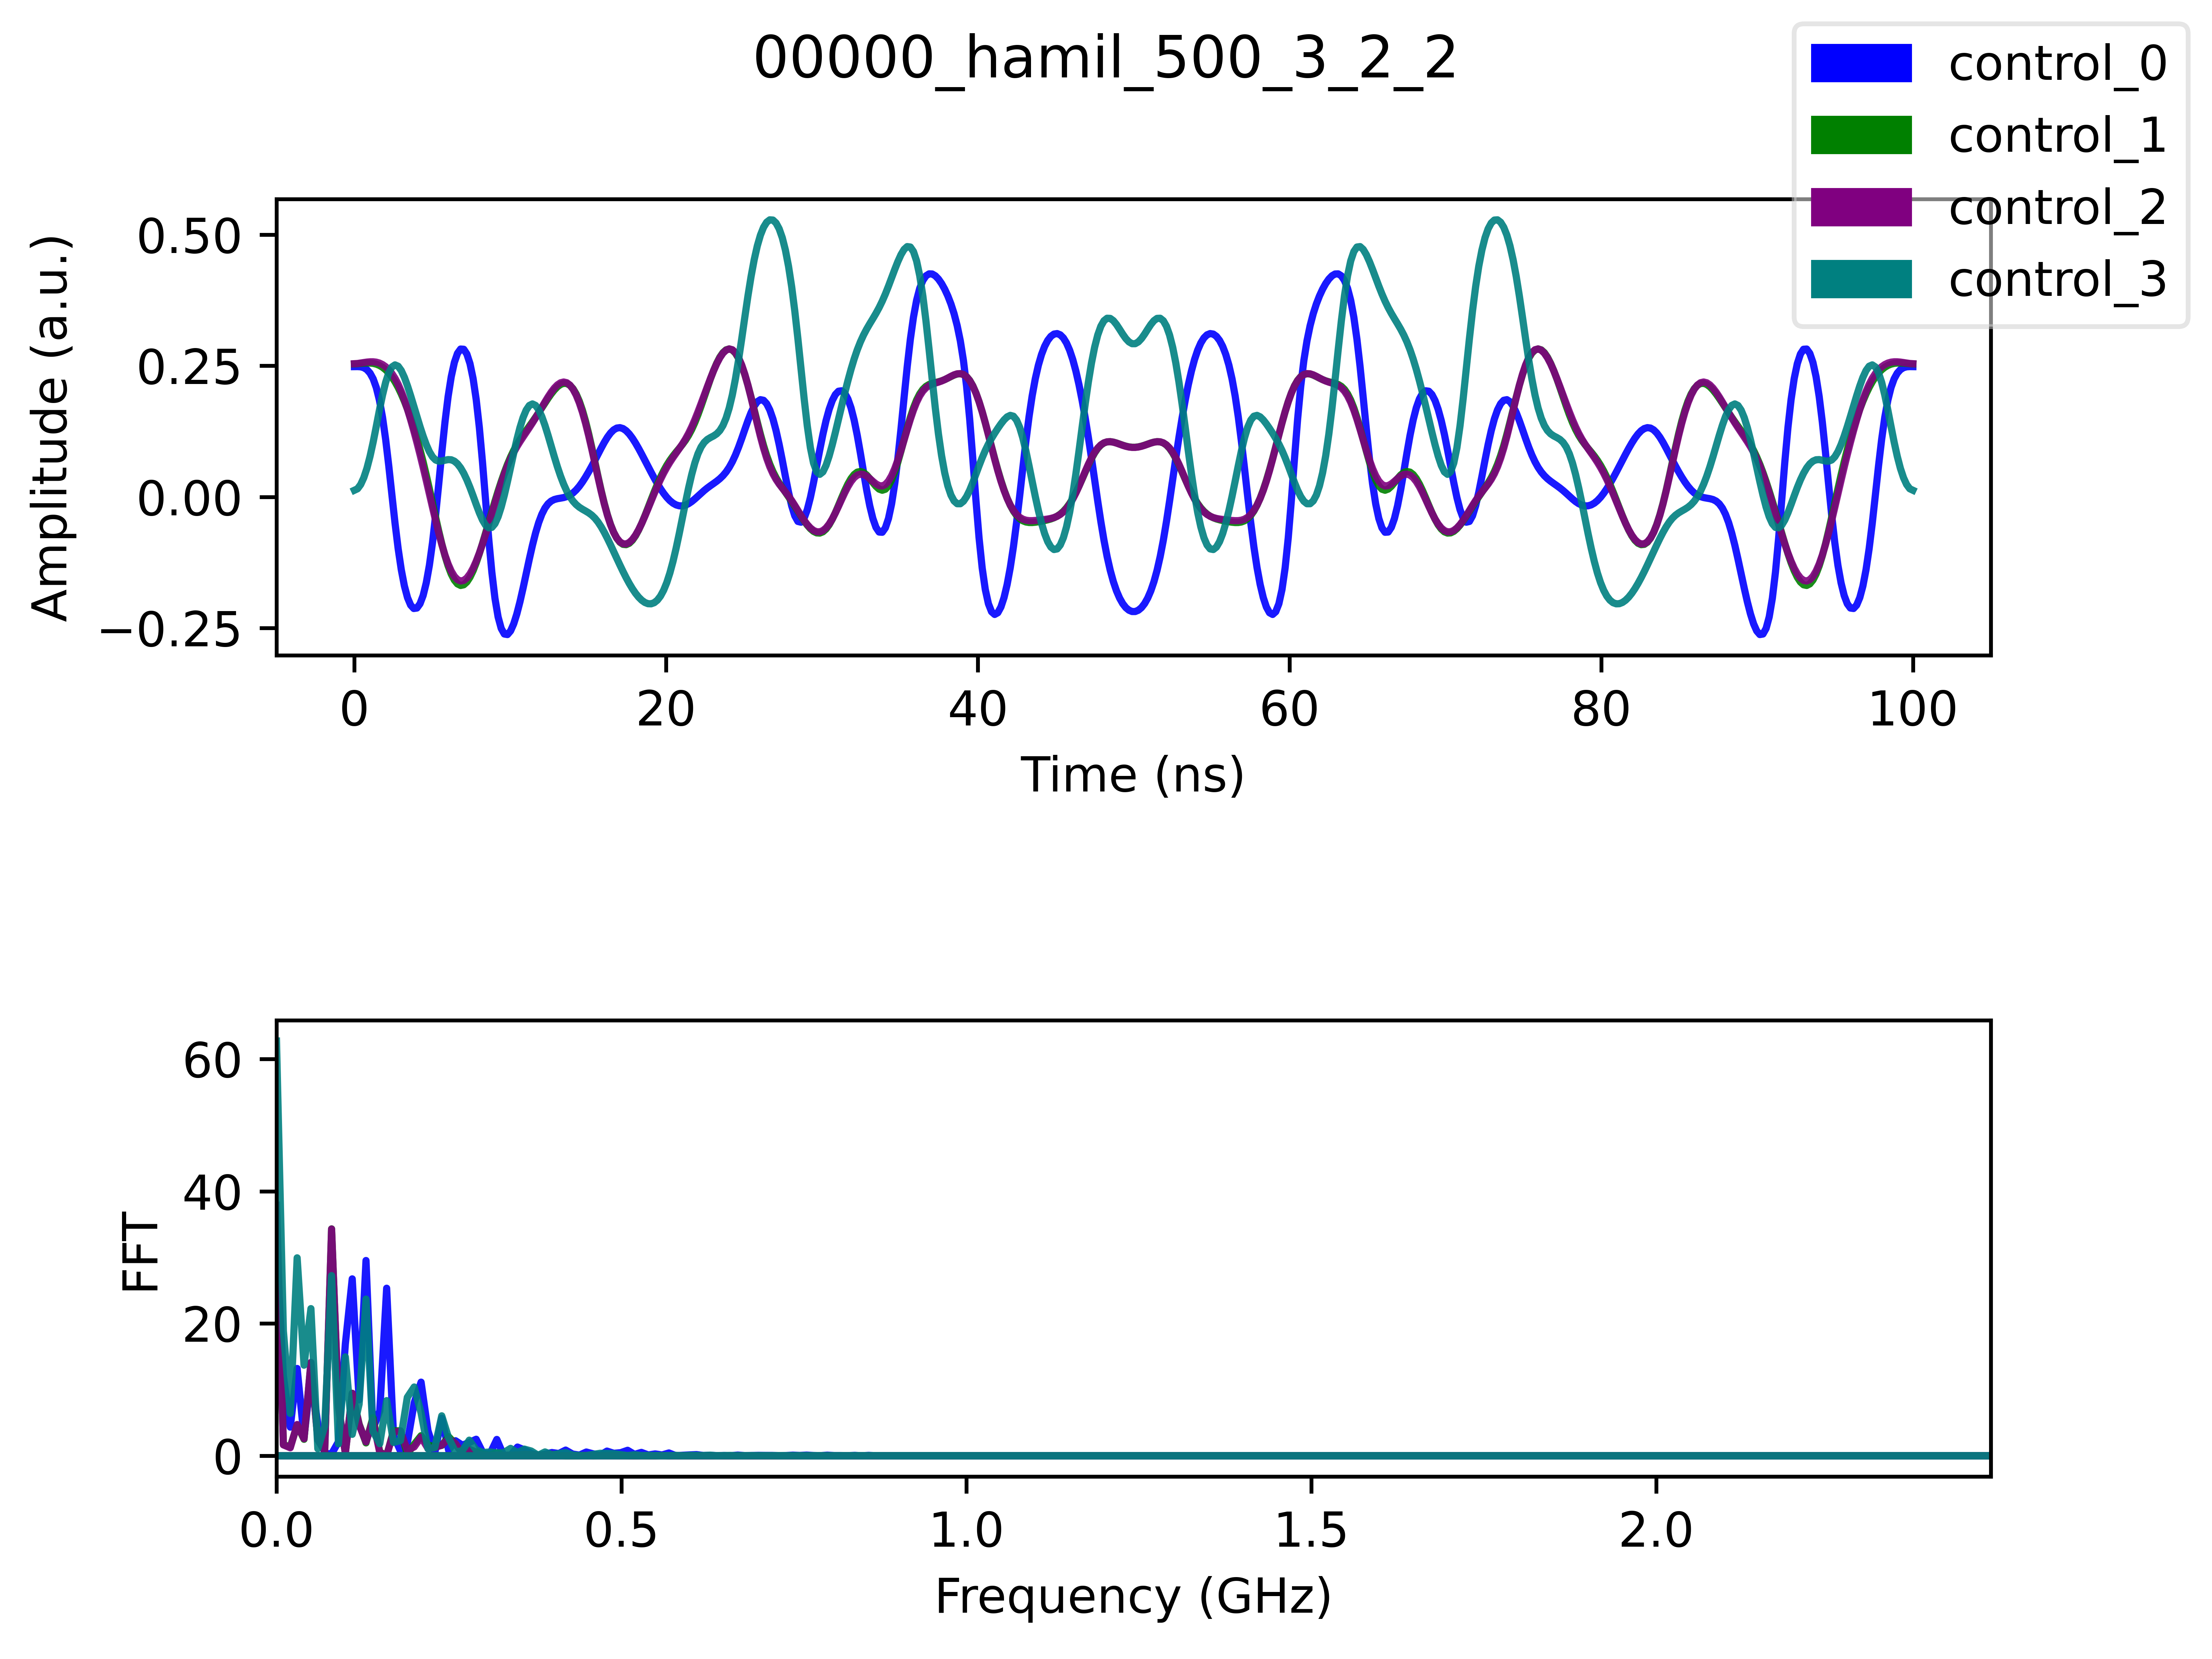 00000_hamil_500_3_2_2
control_0
control_1
control_2
control_3
Amplitude (a.u.)
0.50
0.25
0.00
−0.25
0 20 40 60 80 100
Time (ns)
FFT
60
40
20
0
0.0 0.5 1.0 1.5 2.0
Frequency (GHz)